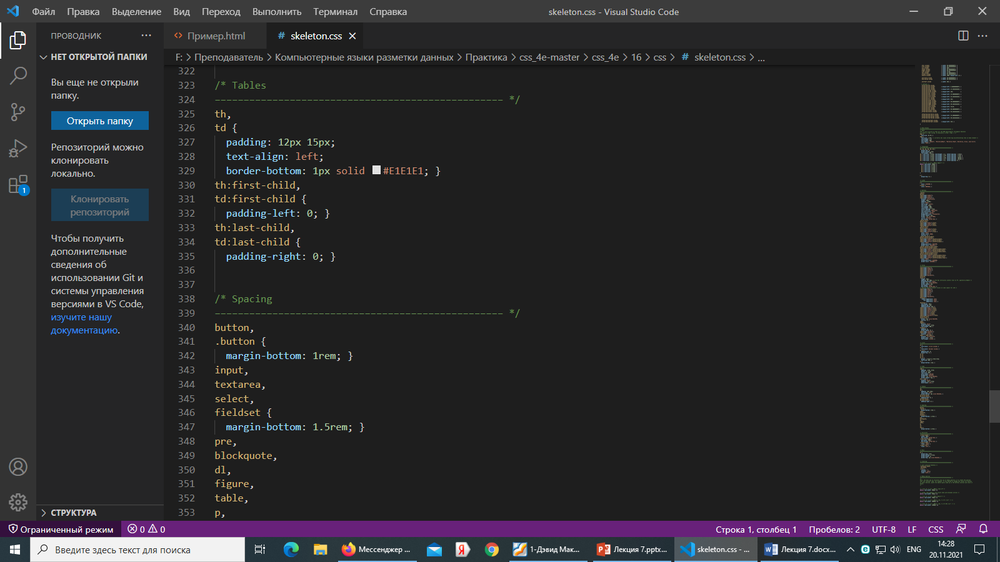 Файл Правка Выделение Вид Переход Выполнить Терминал Справка
skeleton.css - Visual Studio Code
ПРОВОДНИК ···
НЕТ ОТКРЫТОЙ ПАПКИ
Вы еще не открыли
папку.
Открыть папку
Репозиторий можно
клонировать
локально.
Клонировать
репозиторий
Чтобы получить
дополнительные
сведения об
использовании Git и
системы управления
версиями в VS Code,
изучите нашу
документацию.
СТРУКТУРА
1
<> Пример.html
# skeleton.css
F: > Преподаватель > Компьютерные языки разметки данных > Практика > css_4e-master > css_4e > 16 > css > # skeleton.css > ...
322
323 /* Tables
324 –––––––––––––––––––––––––––––––––––––––––––––––––– */
325 th,
326 td {
327 padding: 12px 15px;
328 text-align: left;
329 border-bottom: 1px solid #E1E1E1; }
330 th:first-child,
331 td:first-child {
332 padding-left: 0; }
333 th:last-child,
334 td:last-child {
335 padding-right: 0; }
336
337
338 /* Spacing
339 –––––––––––––––––––––––––––––––––––––––––––––––––– */
340 button,
341 .button {
342 margin-bottom: 1rem; }
343 input,
344 textarea,
345 select,
346 fieldset {
347 margin-bottom: 1.5rem; }
348 pre,
349 blockquote,
350 dl,
351 figure,
352 table,
353 p,
Ограниченный режим 0 0
Строка 1, столбец 1 Пробелов: 2 UTF-8 LF CSS
Введите здесь текст для поиска
Мессенджер ...
Я
1-Дэвид Мак...
Лекция 7.pptx...
skeleton.css - ...
Лекция 7.docx...
ENG
14:28
20.11.2021